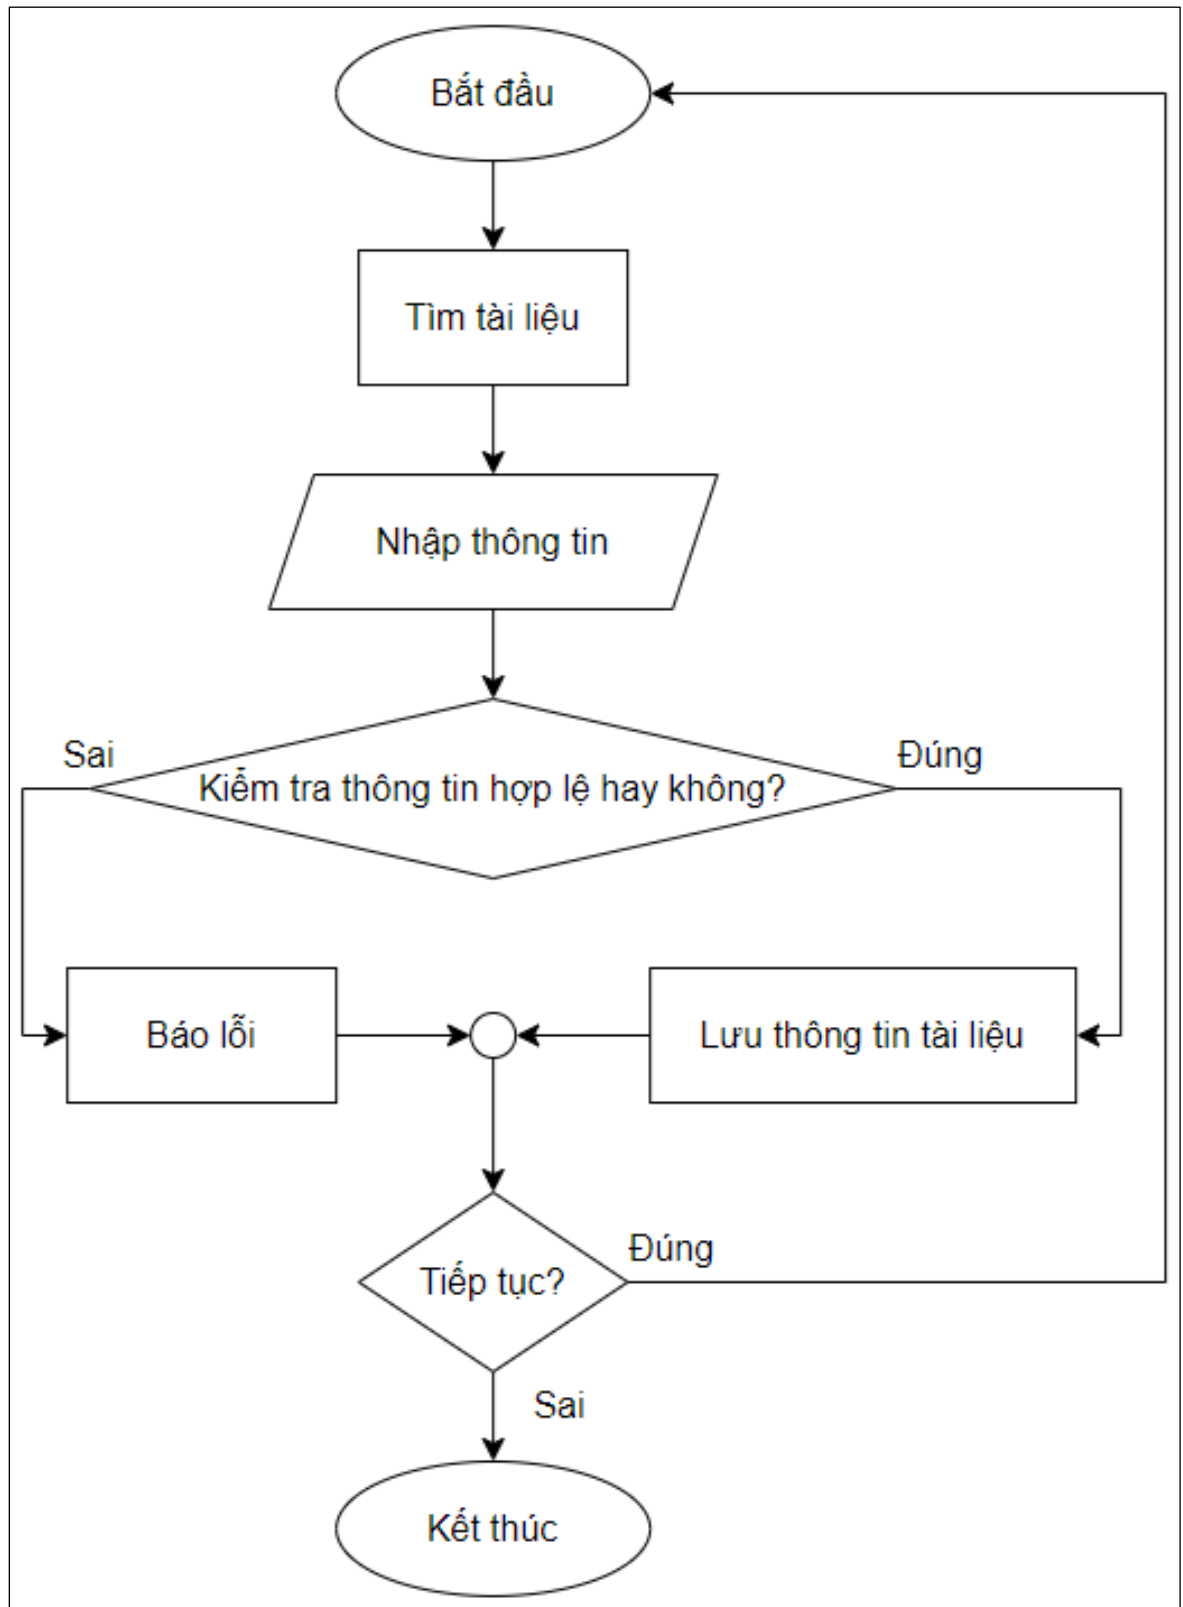 Bắt đầu
Tìm tài liệu
Nhập thông tin
Sai
Đúng
Kiểm tra thông tin hợp lệ hay không?
Báo lỗi
Lưu thông tin tài liệu
Đúng
Tiếp tục?
Sai
Kết thúc